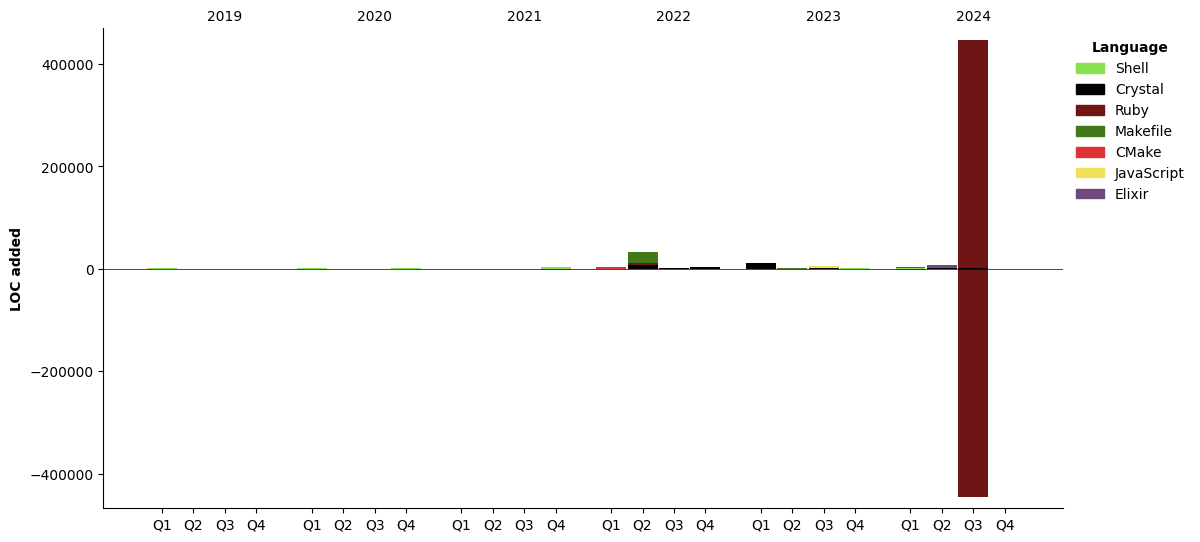 2019 2020 2021 2022 2023 2024
LOC added
400000
200000
0
−200000
−400000
Q1 Q2 Q3 Q4 Q1 Q2 Q3 Q4 Q1 Q2 Q3 Q4 Q1 Q2 Q3 Q4 Q1 Q2 Q3 Q4 Q1 Q2 Q3 Q4
Language
Shell
Crystal
Ruby
Makefile
CMake
JavaScript
Elixir